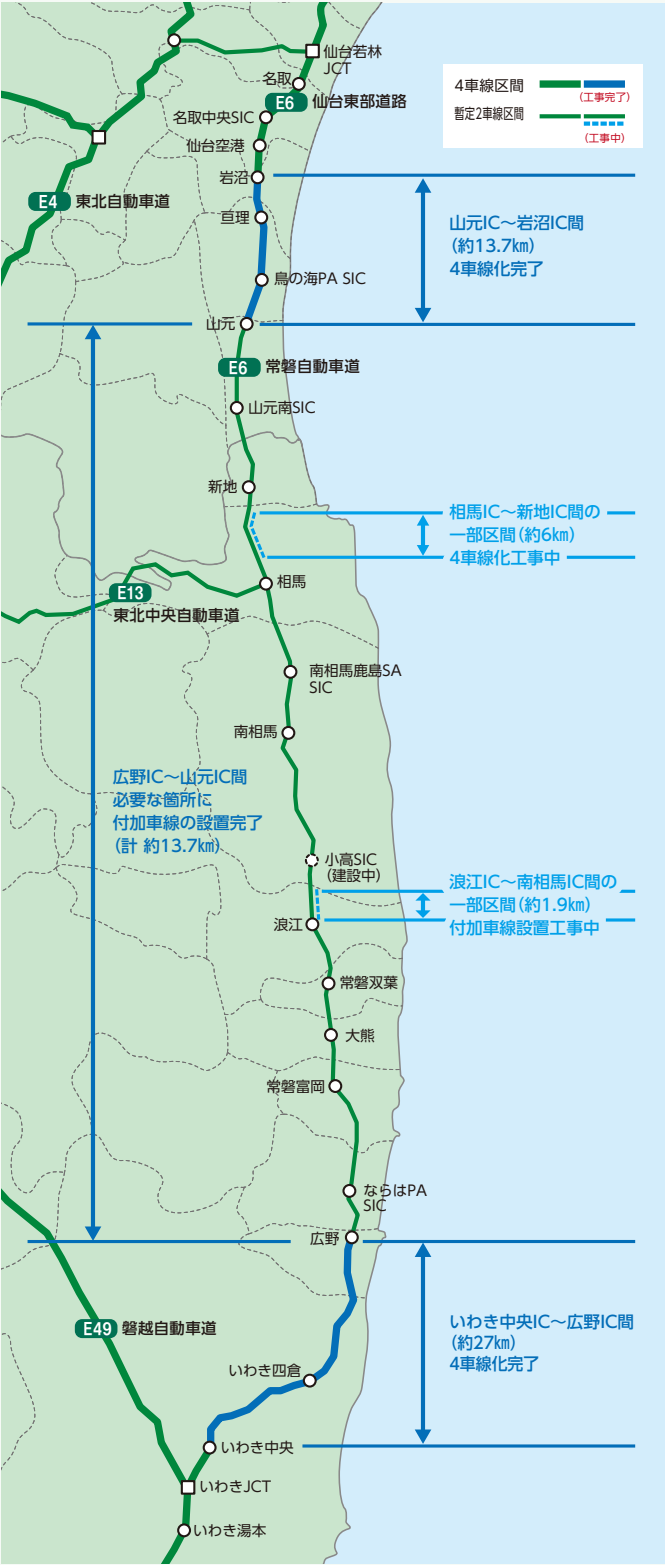 仙台若林
JCT
名取
E6 仙台東部道路
4車線区間
(工事完了)
暫定2車線区間
(工事中)
名取中央SIC
仙台空港
岩沼
E4 東北自動車道
亘理
山元IC～岩沼IC間
(約13.7㎞)
4車線化完了
鳥の海PA SIC
山元
E6 常磐自動車道
山元南SIC
新地
相馬IC～新地IC間の
一部区間(約6㎞)
4車線化工事中
相馬
E13
東北中央自動車道
南相馬鹿島SA
SIC
南相馬
広野IC～山元IC間
必要な箇所に
付加車線の設置完了
(計 約13.7㎞)
小高SIC
(建設中)
浪江IC～南相馬IC間の
一部区間(約1.9㎞)
付加車線設置工事中
浪江
常磐双葉
大熊
常磐富岡
ならはPA
SIC
広野
E49 磐越自動車道
いわき中央IC～広野IC間
(約27㎞)
4車線化完了
いわき四倉
いわき中央
いわきJCT
いわき湯本